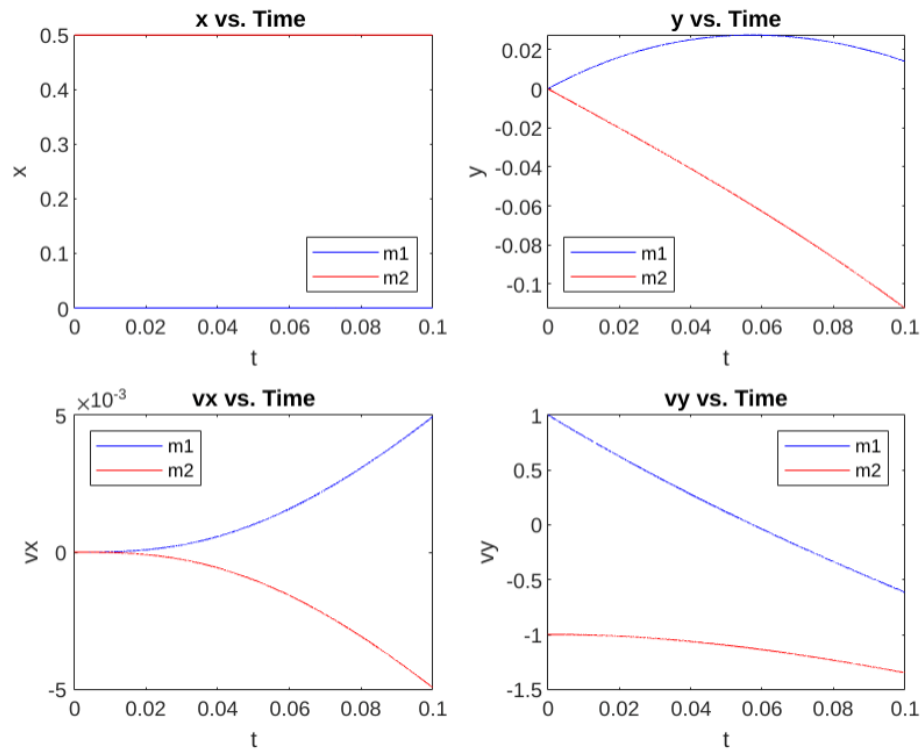 x vs. Time
0.5
0.4
0.3
0.2
0.1
0
x
m1
m2
0 0.02 0.04 0.06 0.08 0.1
t
y vs. Time
0.02
0
-0.02
-0.04
-0.06
-0.08
-0.1
y
m1
m2
0 0.02 0.04 0.06 0.08 0.1
t
vx vs. Time
×10⁻³
5
0
-5
vx
m1
m2
0 0.02 0.04 0.06 0.08 0.1
t
vy vs. Time
1
0.5
0
-0.5
-1
-1.5
vy
m1
m2
0 0.02 0.04 0.06 0.08 0.1
t